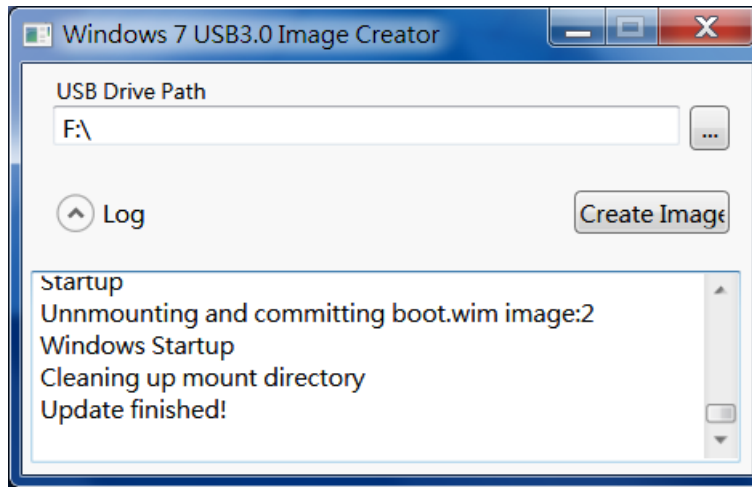 Windows 7 USB3.0 Image Creator
USB Drive Path
F:\
...
Log
Create Image
Startup
Unnmounting and committing boot.wim image:2
Windows Startup
Cleaning up mount directory
Update finished!